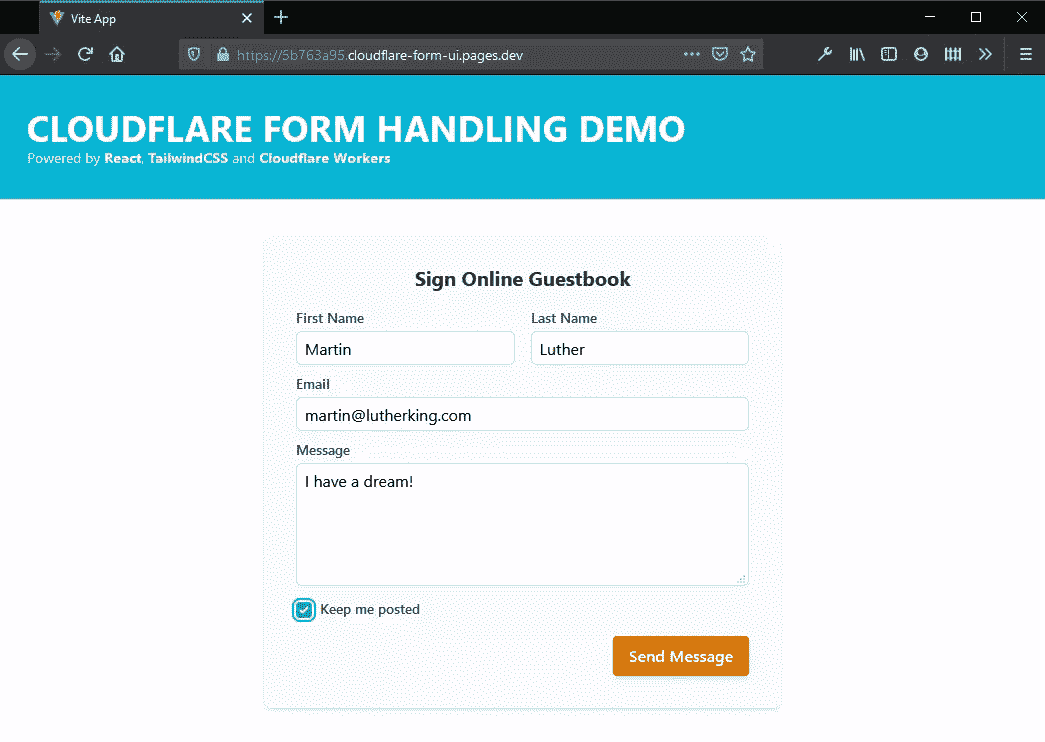 Vite App
https://5b763a95.cloudflare-form-ui.pages.dev
CLOUDFLARE FORM HANDLING DEMO
Powered by React, TailwindCSS and Cloudflare Workers
Sign Online Guestbook
First Name Last Name
Martin Luther
Email
martin@lutherking.com
Message
I have a dream!
Keep me posted
Send Message